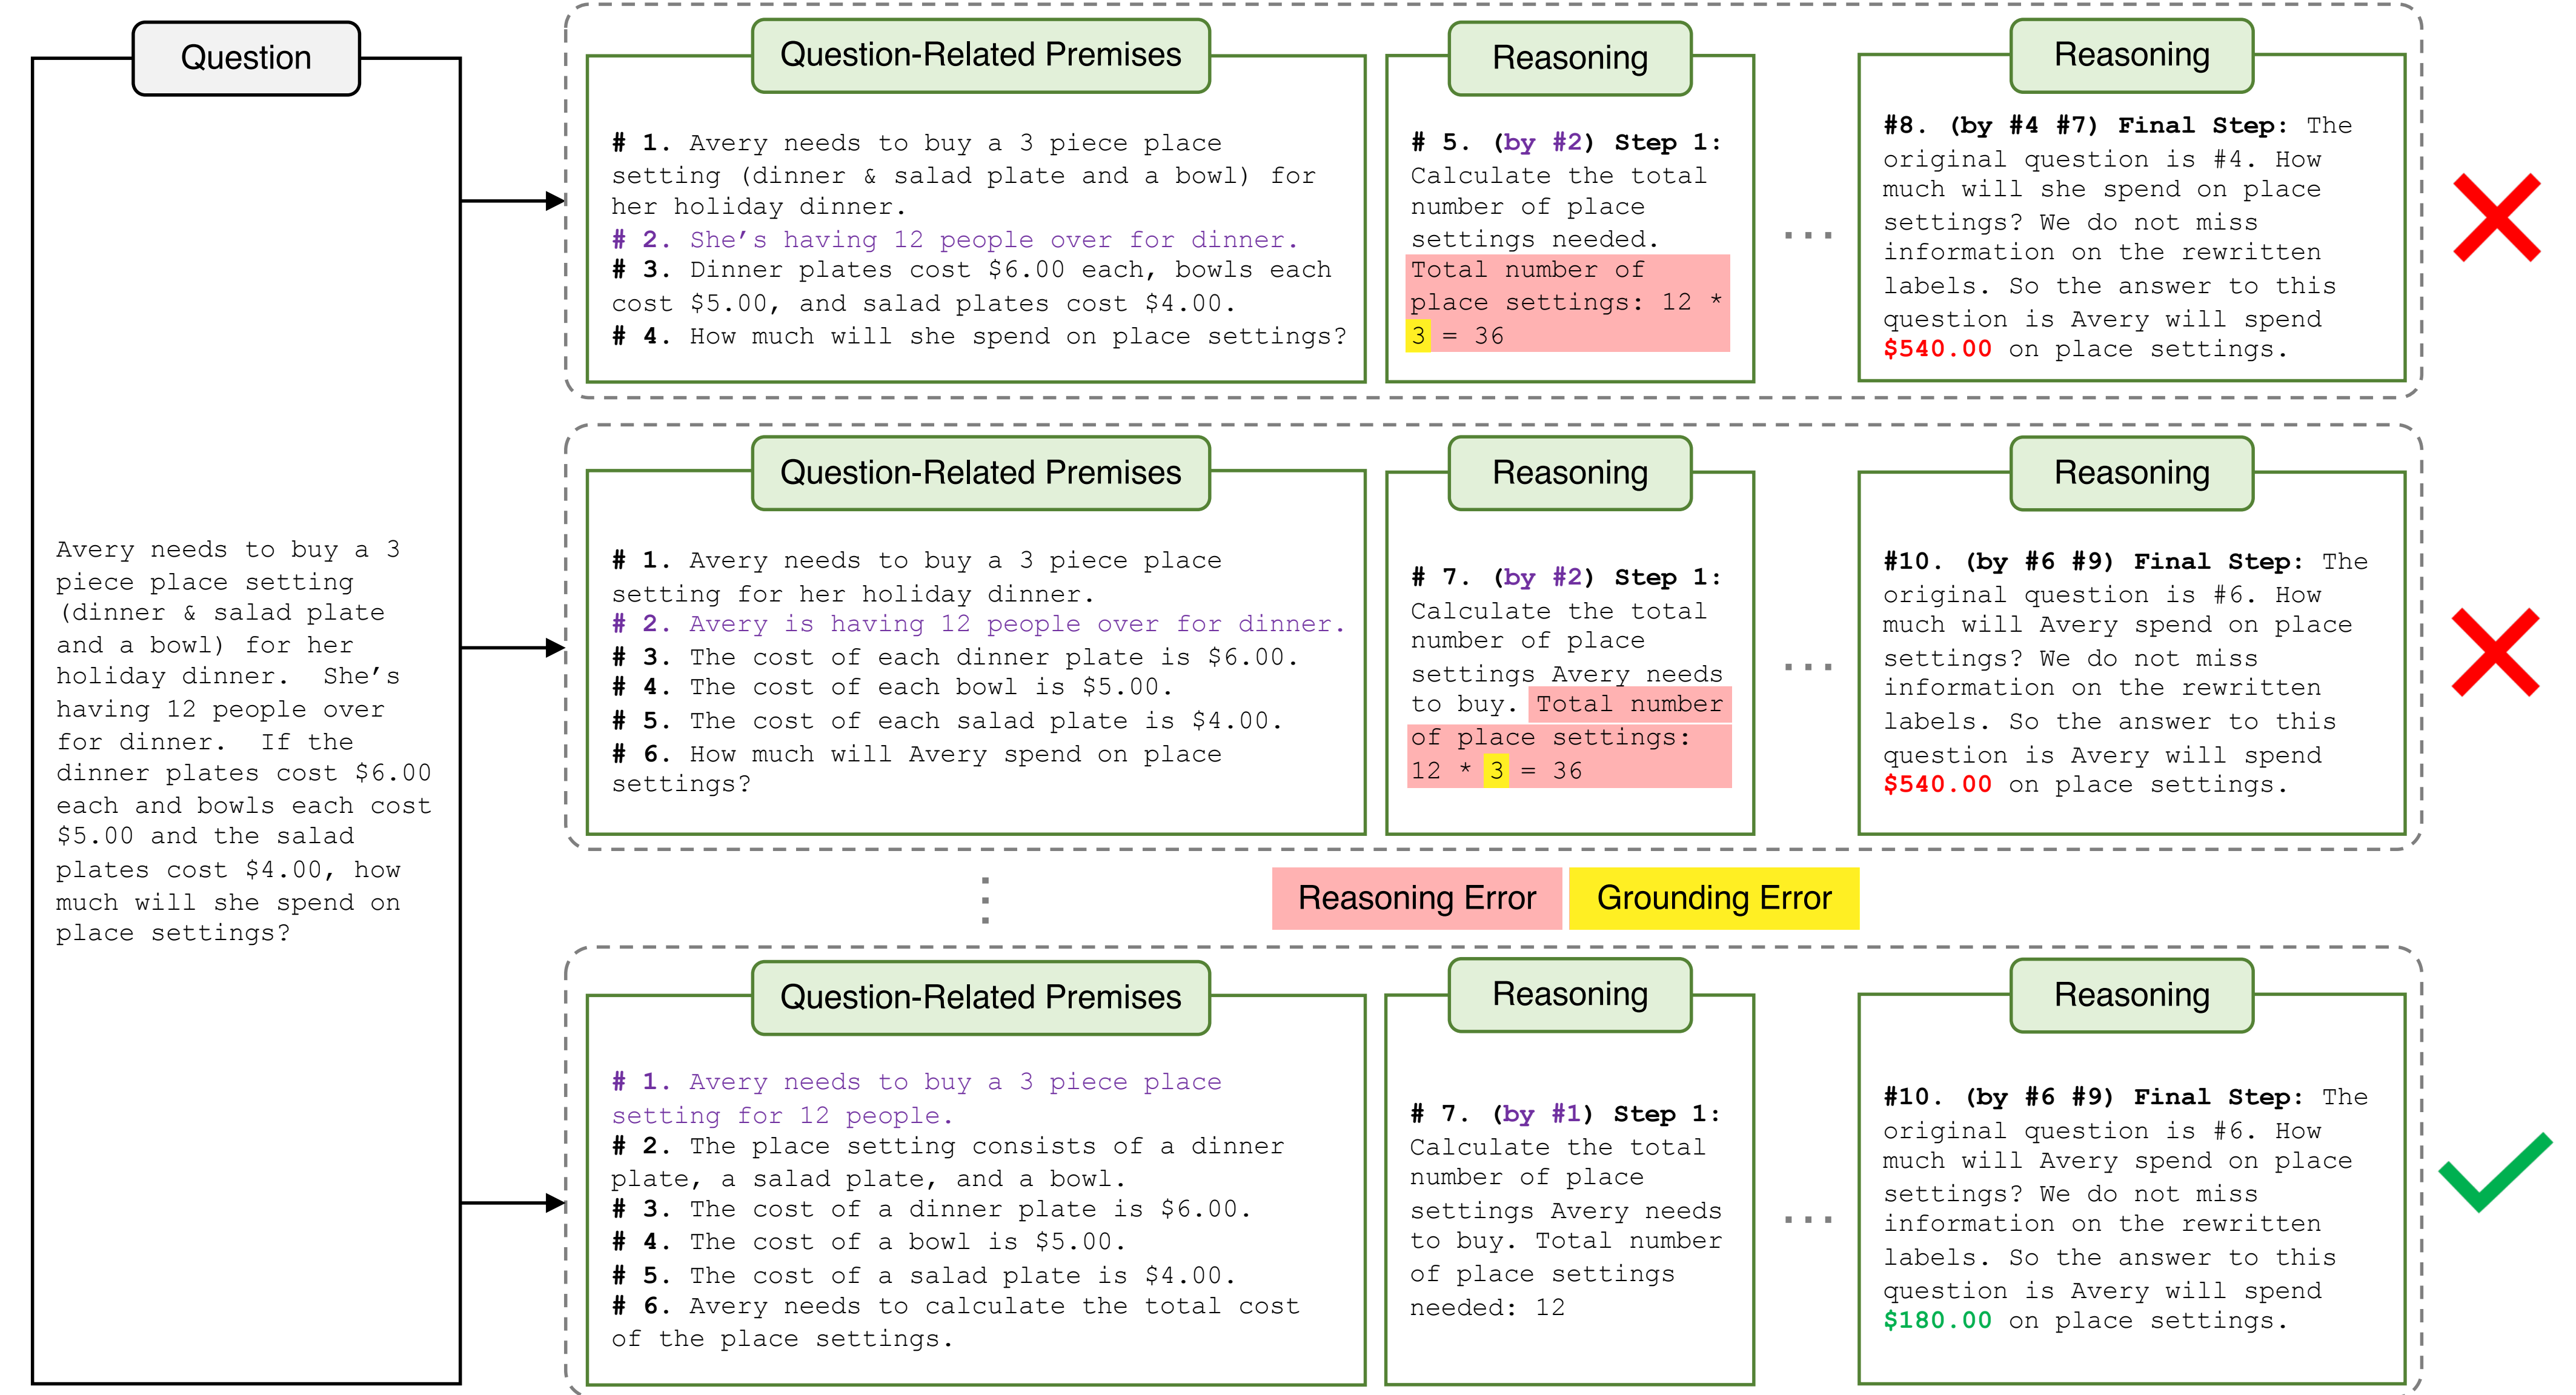 Question
Avery needs to buy a 3
piece place setting
(dinner & salad plate
and a bowl) for her
holiday dinner.  She’s
having 12 people over
for dinner.  If the
dinner plates cost $6.00
each and bowls each cost
$5.00 and the salad
plates cost $4.00, how
much will she spend on
place settings?
Question-Related Premises
# 1. Avery needs to buy a 3 piece place
setting (dinner & salad plate and a bowl) for
her holiday dinner.
# 2. She’s having 12 people over for dinner.
# 3. Dinner plates cost $6.00 each, bowls each
cost $5.00, and salad plates cost $4.00.
# 4. How much will she spend on place settings?
Reasoning
# 5. (by #2) Step 1:
Calculate the total
number of place
settings needed.
Total number of
place settings: 12 *
3 = 36
...
Reasoning
#8. (by #4 #7) Final Step: The
original question is #4. How
much will she spend on place
settings? We do not miss
information on the rewritten
labels. So the answer to this
question is Avery will spend
$540.00 on place settings.
Question-Related Premises
# 1. Avery needs to buy a 3 piece place
setting for her holiday dinner.
# 2. Avery is having 12 people over for dinner.
# 3. The cost of each dinner plate is $6.00.
# 4. The cost of each bowl is $5.00.
# 5. The cost of each salad plate is $4.00.
# 6. How much will Avery spend on place
settings?
Reasoning
# 7. (by #2) Step 1:
Calculate the total
number of place
settings Avery needs
to buy. Total number
of place settings:
12 * 3 = 36
...
Reasoning
#10. (by #6 #9) Final Step: The
original question is #6. How
much will Avery spend on place
settings? We do not miss
information on the rewritten
labels. So the answer to this
question is Avery will spend
$540.00 on place settings.
Reasoning Error
Grounding Error
Question-Related Premises
# 1. Avery needs to buy a 3 piece place
setting for 12 people.
# 2. The place setting consists of a dinner
plate, a salad plate, and a bowl.
# 3. The cost of a dinner plate is $6.00.
# 4. The cost of a bowl is $5.00.
# 5. The cost of a salad plate is $4.00.
# 6. Avery needs to calculate the total cost
of the place settings.
Reasoning
# 7. (by #1) Step 1:
Calculate the total
number of place
settings Avery needs
to buy. Total number
of place settings
needed: 12
...
Reasoning
#10. (by #6 #9) Final Step: The
original question is #6. How
much will Avery spend on place
settings? We do not miss
information on the rewritten
labels. So the answer to this
question is Avery will spend
$180.00 on place settings.